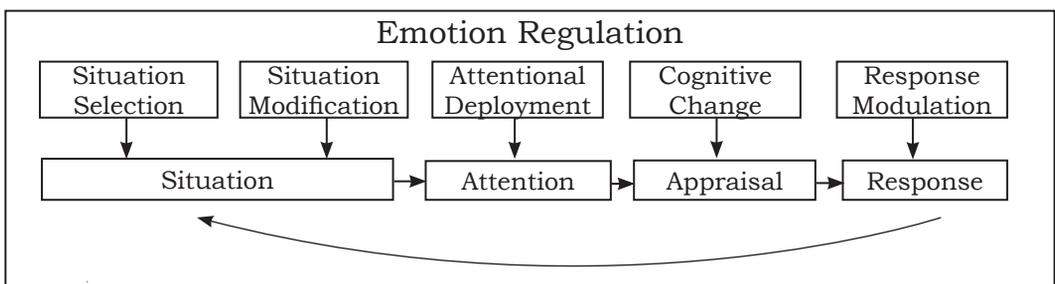 Emotion Regulation
Situation
Selection
Situation
Modification
Attentional
Deployment
Cognitive
Change
Response
Modulation
Situation
Attention
Appraisal
Response